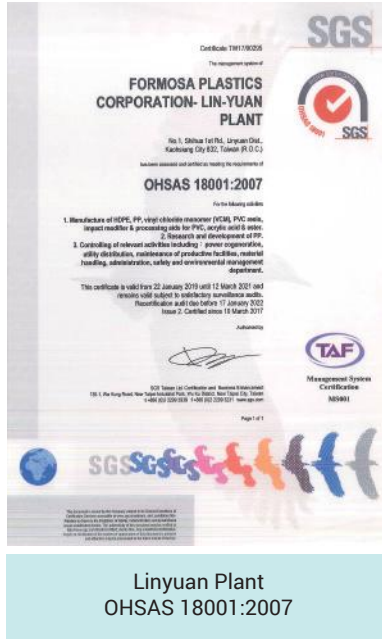 SGS
Certificate TW17/00205
The management system of
FORMOSA PLASTICS
CORPORATION- LIN-YUAN
PLANT
No.1, Shihua 1st Rd., Linyuan Dist.,
Kaohsiung City 832, Taiwan (R.O.C.)
has been assessed and certified as meeting the requirements of
OHSAS 18001:2007
For the following activities
1. Manufacture of HDPE, PP, vinyl chloride monomer (VCM), PVC resin,
impact modifier & processing aids for PVC, acrylic acid & ester.
2. Research and development of PP.
3. Controlling of relevant activities including : power cogeneration,
utility distribution, maintenance of productive facilities, material
handling, administration, safety and environmental management
department.
This certificate is valid from 22 January 2019 until 12 March 2021 and
remains valid subject to satisfactory surveillance audits.
Recertification audit due before 17 January 2022
Issue 2. Certified since 10 March 2017
Authorised by
OHSAS 18001
SGS
TAF
Management System
Certification
MS001
Page 1 of 1
SGS SGS SGS
Linyuan Plant
OHSAS 18001:2007